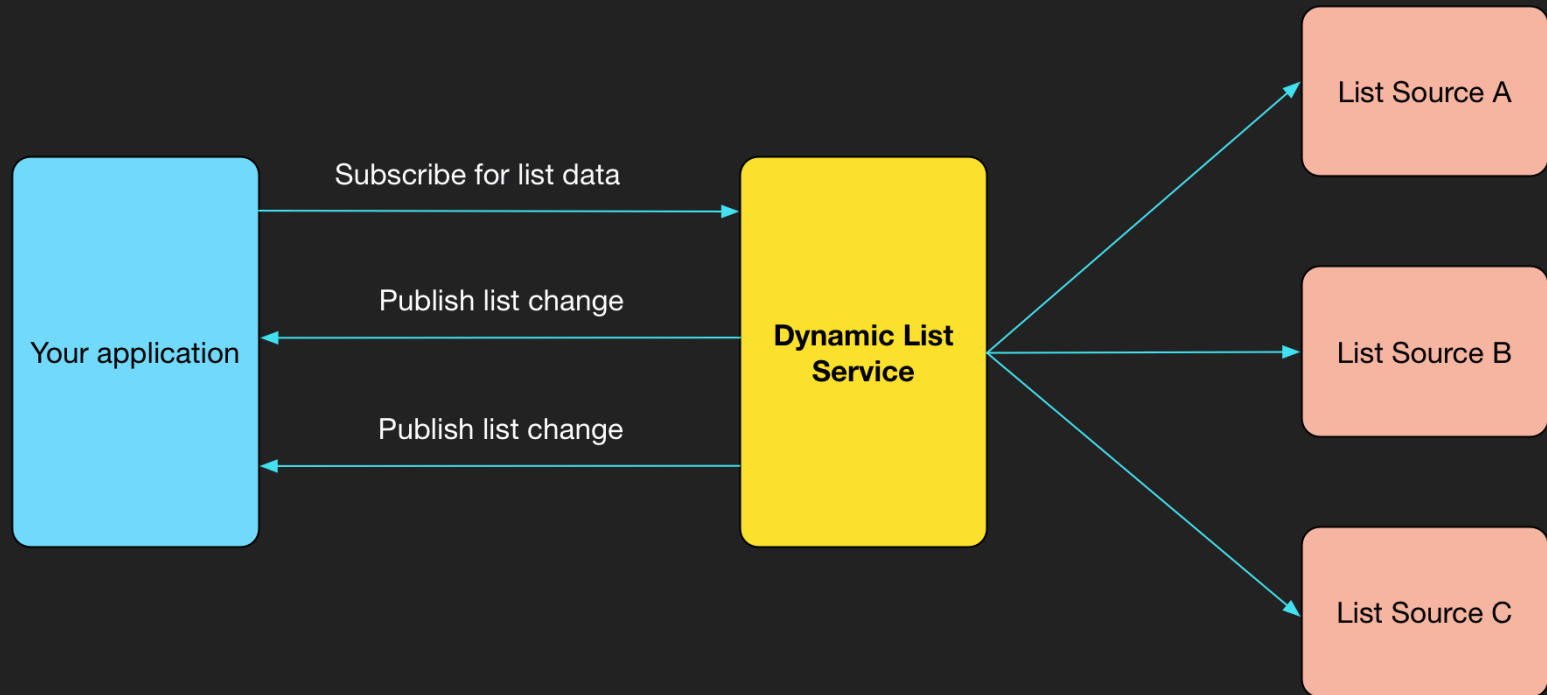 Your application
Subscribe for list data
Publish list change
Publish list change
Dynamic List
Service
List Source A
List Source B
List Source C